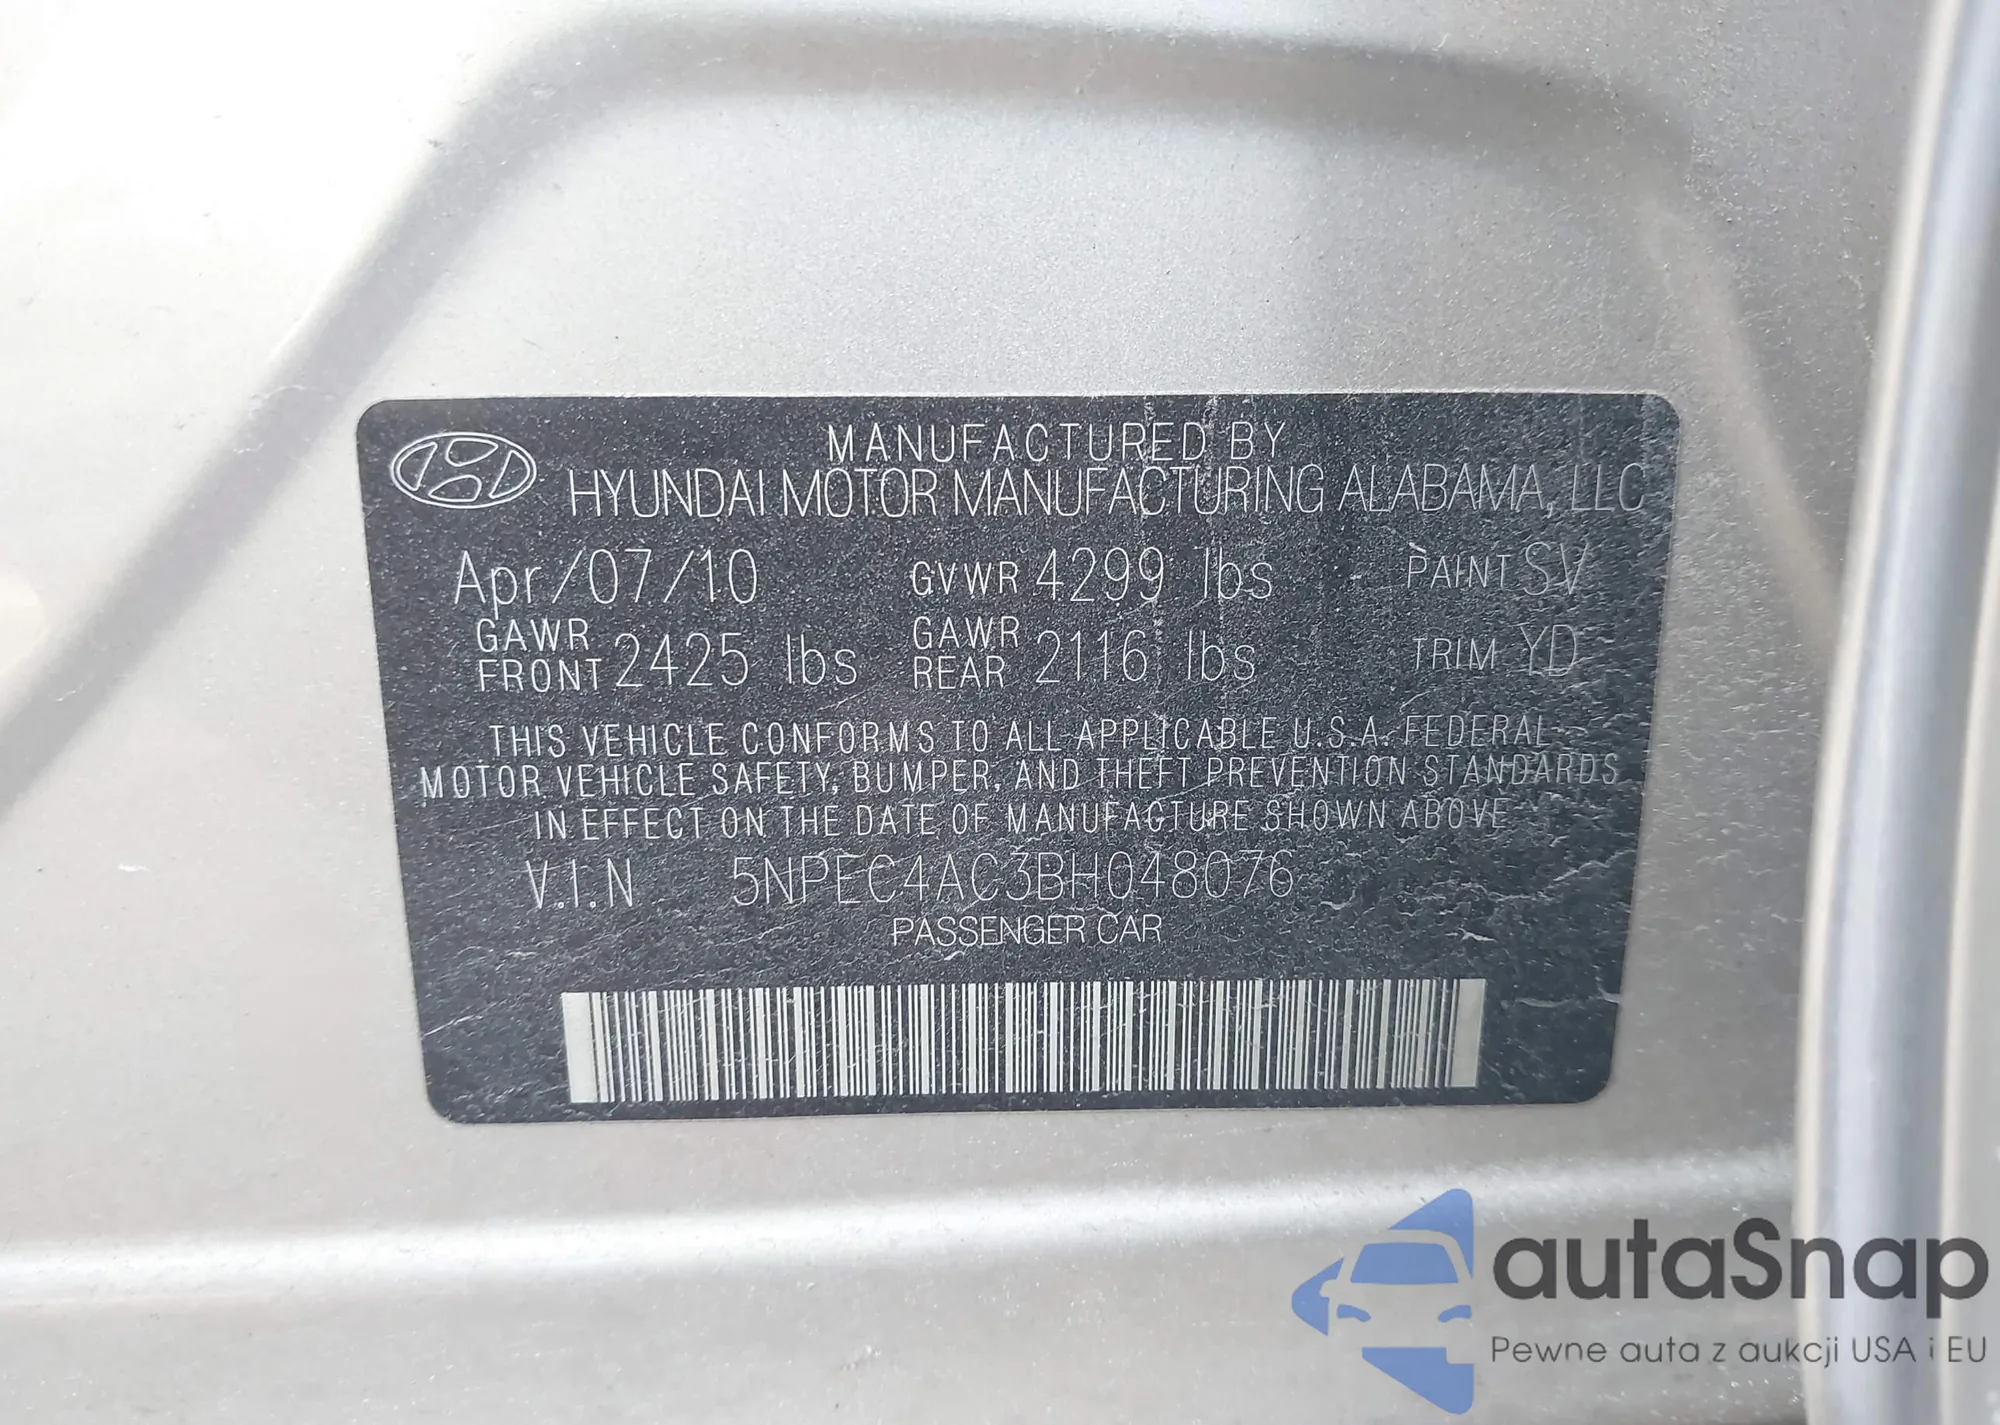 MANUFACTURED BY
HYUNDAI MOTOR MANUFACTURING ALABAMA, LLC
Apr/07/10 GVWR 4299 lbs PAINT SV
GAWR FRONT 2425 lbs GAWR REAR 2116 lbs TRIM YD
THIS VEHICLE CONFORMS TO ALL APPLICABLE U.S.A. FEDERAL
MOTOR VEHICLE SAFETY, BUMPER, AND THEFT PREVENTION STANDARDS
IN EFFECT ON THE DATE OF MANUFACTURE SHOWN ABOVE
V.I.N 5NPEC4AC3BH048076
PASSENGER CAR
autaSnap
Pewne auta z aukcji USA i EU